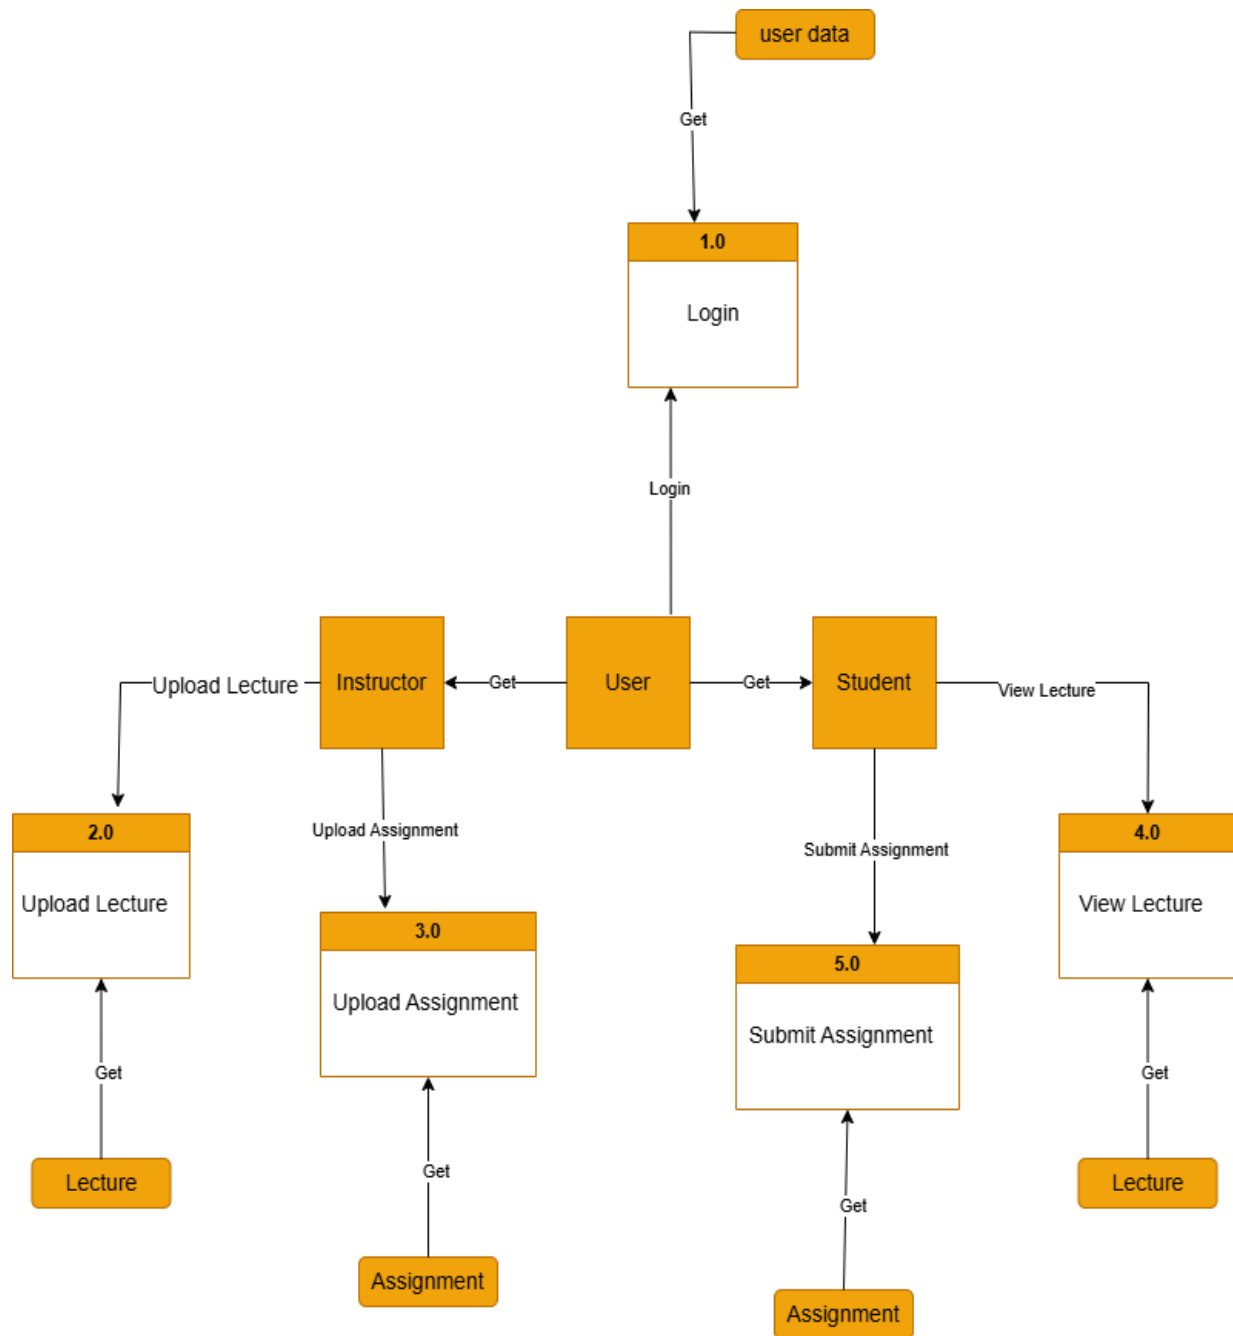 user data
Get
1.0
Login
Login
Upload Lecture
Instructor
Get
User
Get
Student
View Lecture
2.0
Upload Lecture
Upload Assignment
Submit Assignment
4.0
View Lecture
3.0
Upload Assignment
5.0
Submit Assignment
Get
Get
Get
Get
Lecture
Lecture
Assignment
Assignment